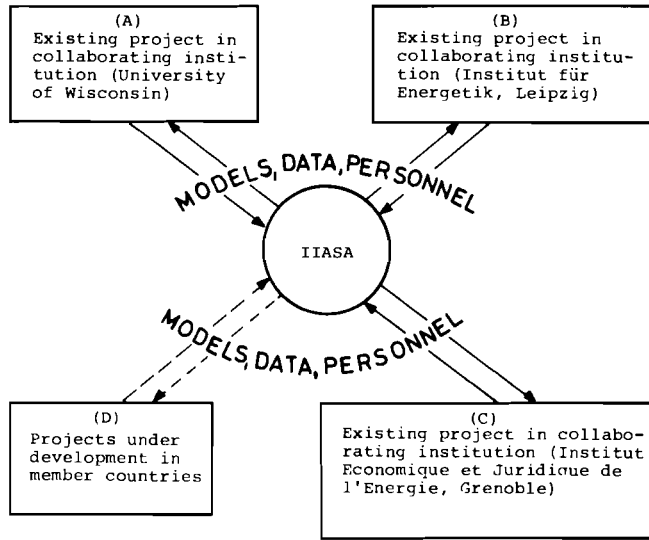 (A)
Existing project in
collaborating insti-
tution (University
of Wisconsin)
(B)
Existing project in
collaborating institu-
tion (Institut für
Energetik, Leipzig)
MODELS, DATA, PERSONNEL
IIASA
MODELS, DATA, PERSONNEL
(D)
Projects under
development in
member countries
(C)
Existing project in collabo-
rating institution (Institut
Economique et Juridique de
l'Energie, Grenoble)